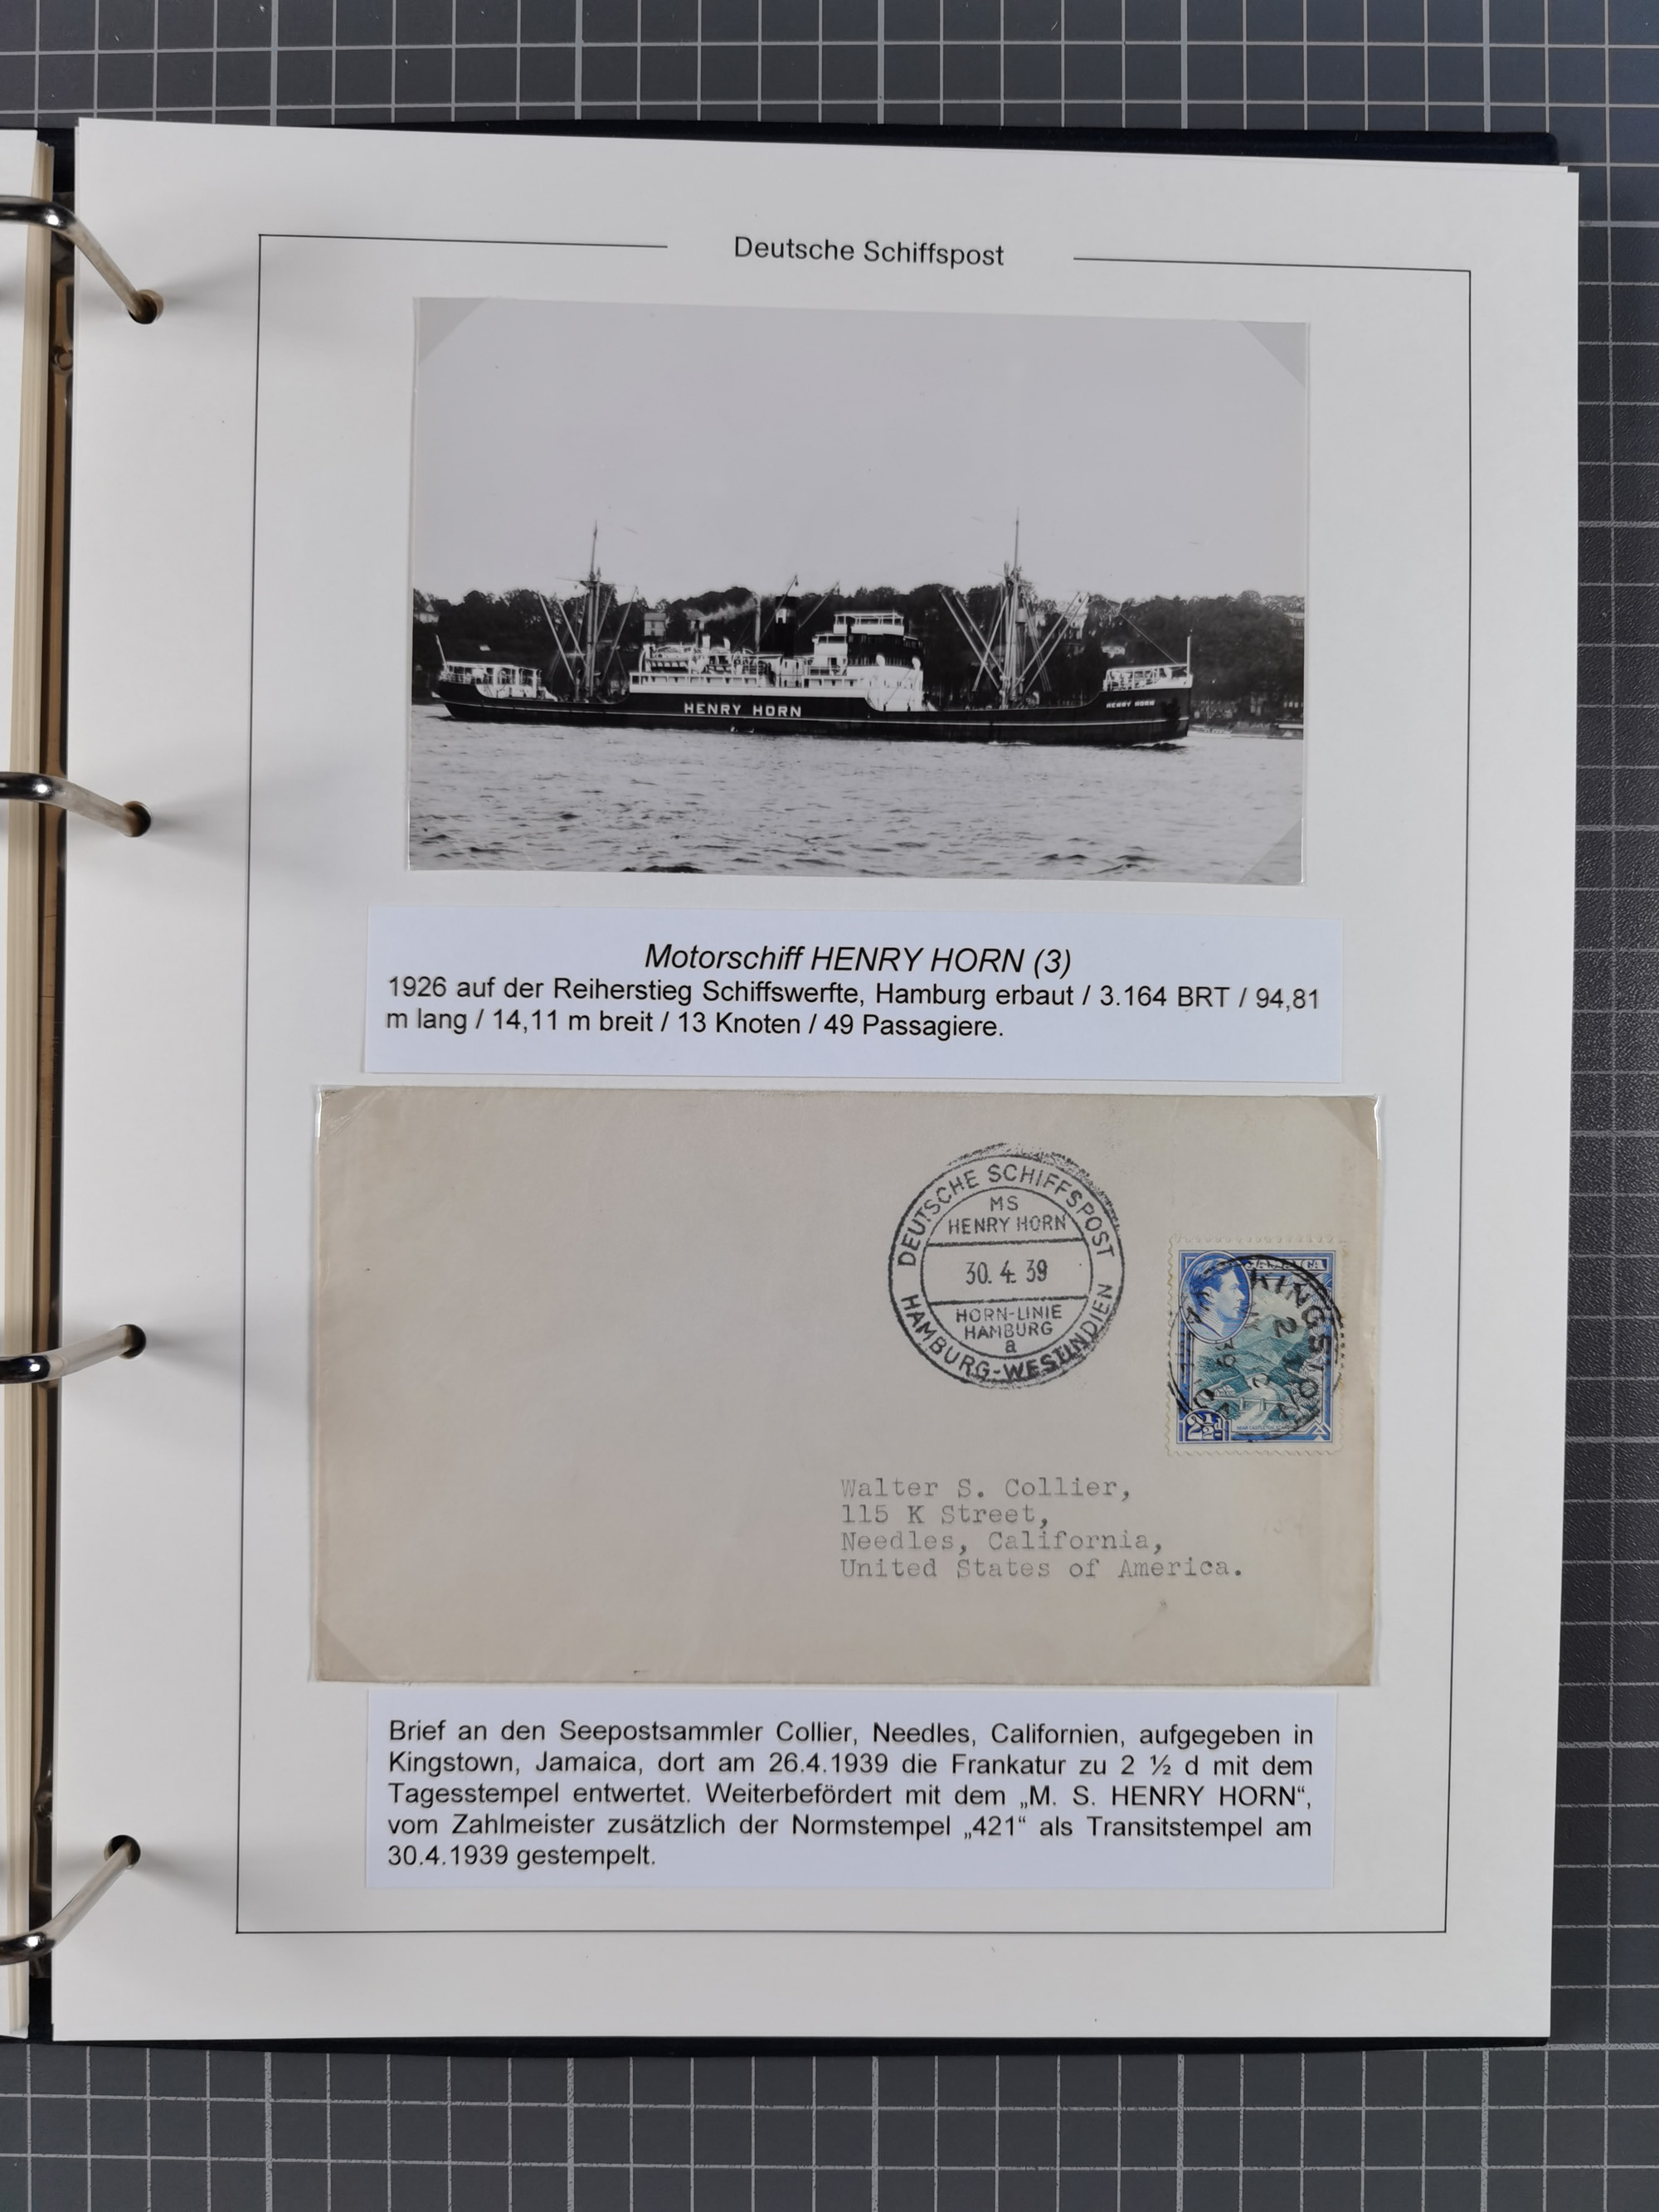 Deutsche Schiffspost
HENRY HORN
HENRY HORN
Motorschiff HENRY HORN (3)
1926 auf der Reiherstieg Schiffswerfte, Hamburg erbaut / 3.164 BRT / 94,81
m lang / 14,11 m breit / 13 Knoten / 49 Passagiere.
DEUTSCHE SCHIFFSPOST
MS
HENRY HORN
30. 4. 39
HORN-LINIE
HAMBURG
a
HAMBURG-WESTINDIEN
KINGSTON
2½d
Walter S. Collier,
115 K Street,
Needles, California,
United States of America.
Brief an den Seepostsammler Collier, Needles, Californien, aufgegeben in
Kingstown, Jamaica, dort am 26.4.1939 die Frankatur zu 2 ½ d mit dem
Tagesstempel entwertet. Weiterbefördert mit dem „M. S. HENRY HORN“,
vom Zahlmeister zusätzlich der Normstempel „421“ als Transitstempel am
30.4.1939 gestempelt.